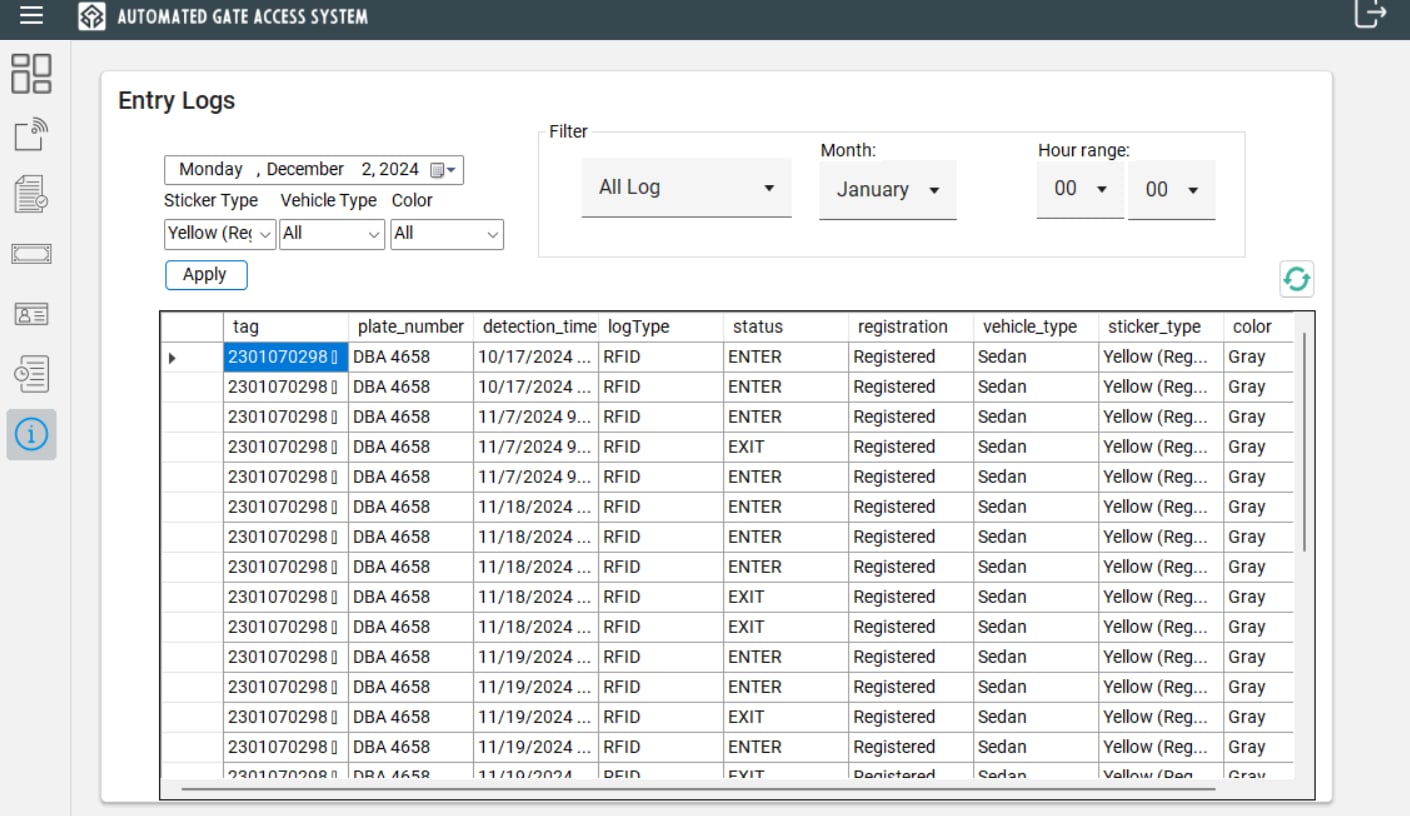 AUTOMATED GATE ACCESS SYSTEM
Entry Logs
Filter
Monday , December 2, 2024
Sticker Type Vehicle Type Color
Yellow (Reg All All
Apply
All Log
Month:
January
Hour range:
00 00
tag plate_number detection_time logType status registration vehicle_type sticker_type color
2301070298▯ DBA 4658 10/17/2024 ... RFID ENTER Registered Sedan Yellow (Reg... Gray
2301070298▯ DBA 4658 10/17/2024 ... RFID ENTER Registered Sedan Yellow (Reg... Gray
2301070298▯ DBA 4658 11/7/2024 9... RFID ENTER Registered Sedan Yellow (Reg... Gray
2301070298▯ DBA 4658 11/7/2024 9... RFID EXIT Registered Sedan Yellow (Reg... Gray
2301070298▯ DBA 4658 11/7/2024 9... RFID ENTER Registered Sedan Yellow (Reg... Gray
2301070298▯ DBA 4658 11/18/2024 ... RFID ENTER Registered Sedan Yellow (Reg... Gray
2301070298▯ DBA 4658 11/18/2024 ... RFID ENTER Registered Sedan Yellow (Reg... Gray
2301070298▯ DBA 4658 11/18/2024 ... RFID ENTER Registered Sedan Yellow (Reg... Gray
2301070298▯ DBA 4658 11/18/2024 ... RFID EXIT Registered Sedan Yellow (Reg... Gray
2301070298▯ DBA 4658 11/18/2024 ... RFID EXIT Registered Sedan Yellow (Reg... Gray
2301070298▯ DBA 4658 11/19/2024 ... RFID ENTER Registered Sedan Yellow (Reg... Gray
2301070298▯ DBA 4658 11/19/2024 ... RFID ENTER Registered Sedan Yellow (Reg... Gray
2301070298▯ DBA 4658 11/19/2024 ... RFID EXIT Registered Sedan Yellow (Reg... Gray
2301070298▯ DBA 4658 11/19/2024 ... RFID ENTER Registered Sedan Yellow (Reg... Gray
2301070298▯ DBA 4658 11/19/2024 ... RFID EXIT Registered Sedan Yellow (Reg... Gray